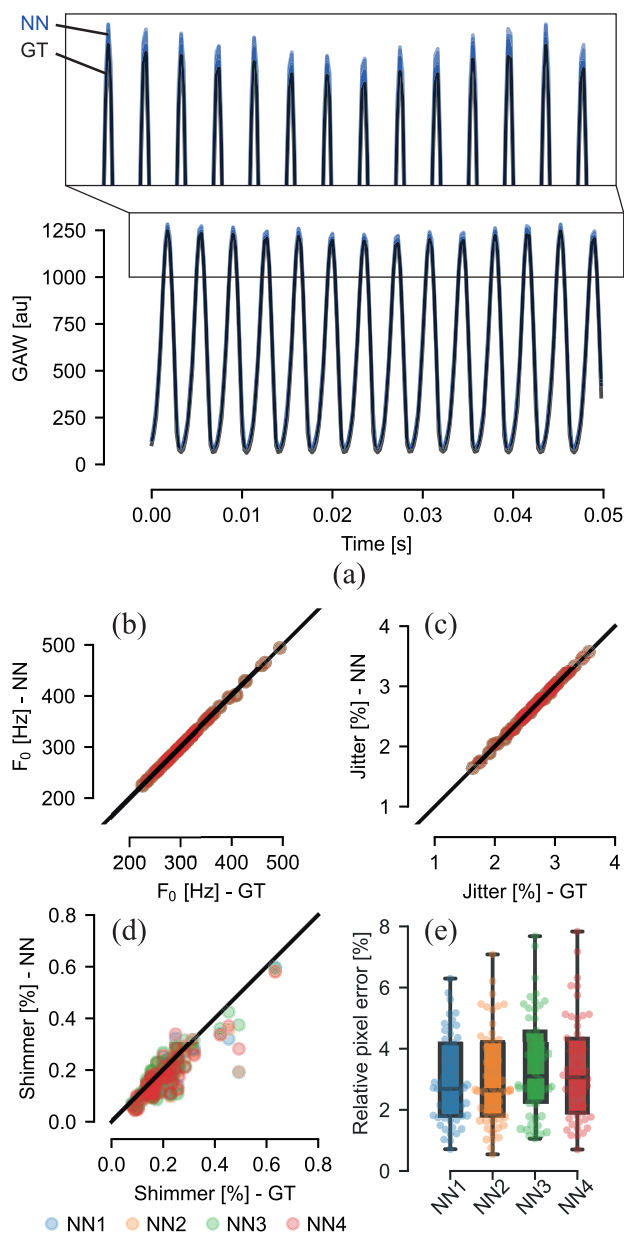 NN
GT
1250
1000
750
500
250
0
GAW [au]
0.00 0.01 0.02 0.03 0.04 0.05
Time [s]
(a)
(b)
500
400
300
200
F0 [Hz] - NN
200 300 400 500
F0 [Hz] - GT
(c)
4
3
2
1
Jitter [%] - NN
1 2 3 4
Jitter [%] - GT
(d)
0.8
0.6
0.4
0.2
0.0
Shimmer [%] - NN
0.0 0.2 0.4 0.6 0.8
Shimmer [%] - GT
(e)
8
6
4
2
0
Relative pixel error [%]
NN1 NN2 NN3 NN4
NN1 NN2 NN3 NN4